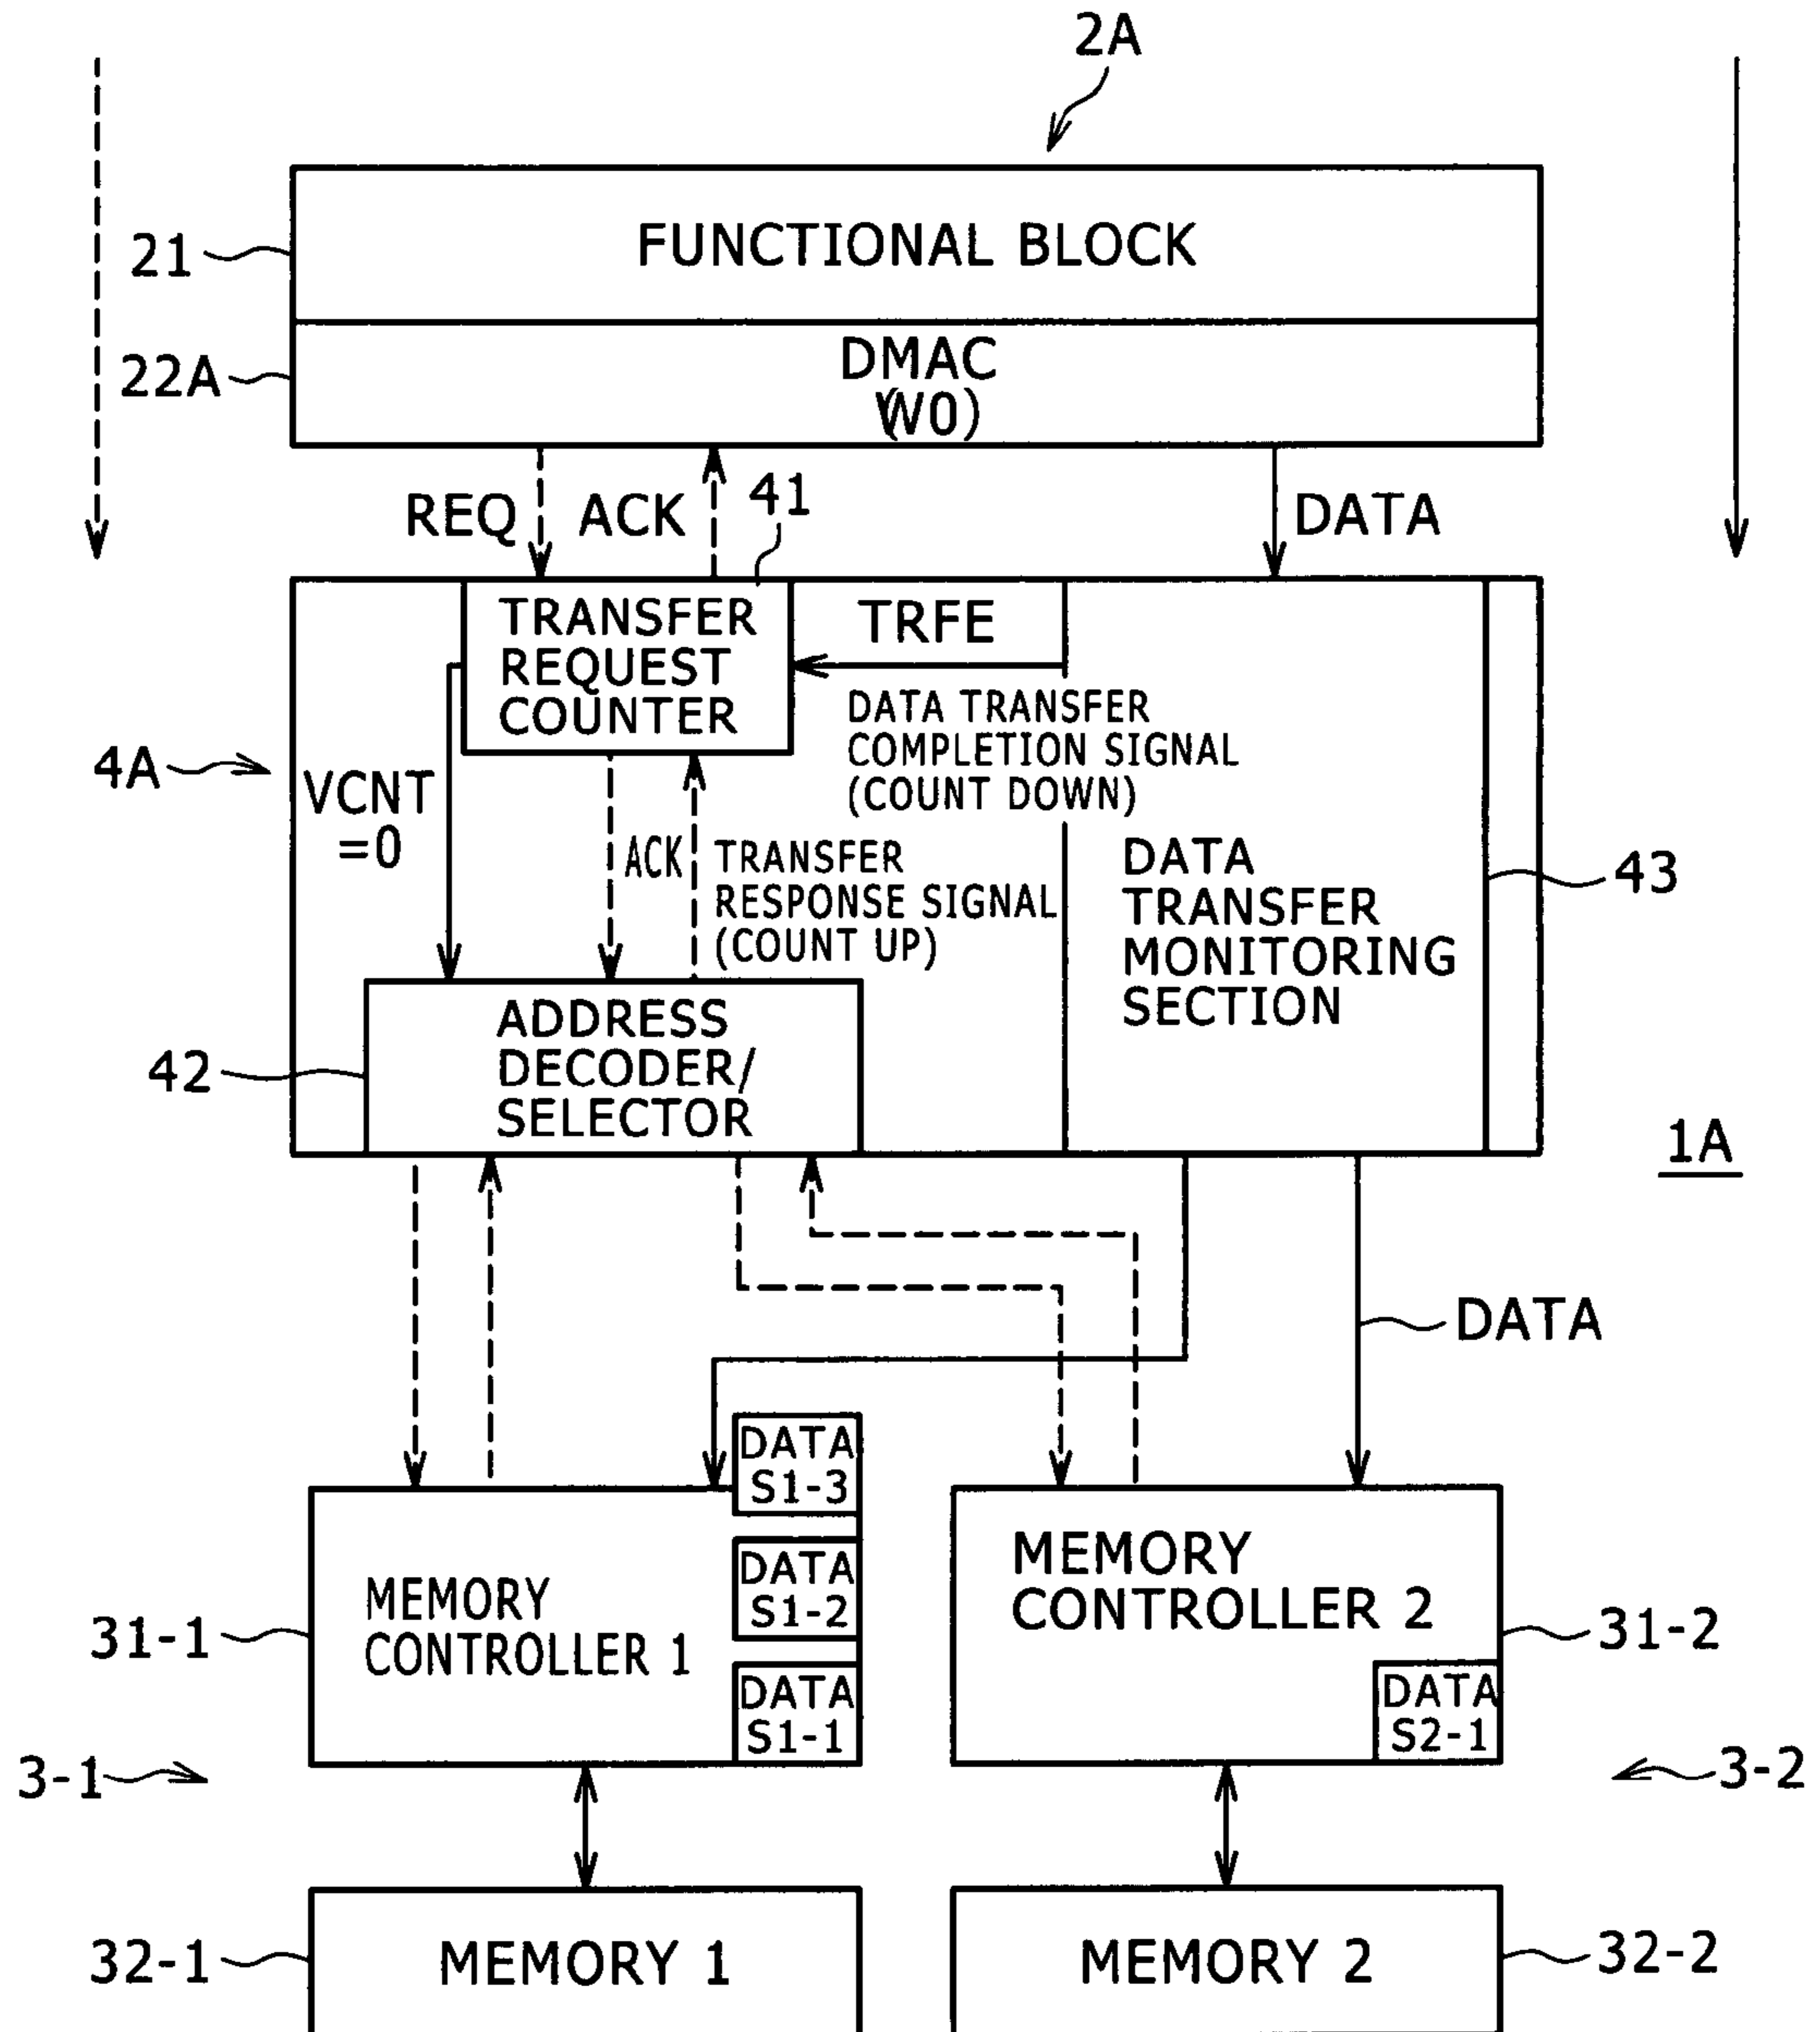 2A
21
FUNCTIONAL BLOCK
22A
DMAC
(W0)
REQ
ACK
41
DATA
TRANSFER
REQUEST
COUNTER
TRFE
DATA TRANSFER
COMPLETION SIGNAL
(COUNT DOWN)
4A
VCNT
=0
ACK
TRANSFER
RESPONSE SIGNAL
(COUNT UP)
DATA
TRANSFER
MONITORING
SECTION
43
42
ADDRESS
DECODER/
SELECTOR
1A
DATA
DATA
S1-3
DATA
S1-2
DATA
S1-1
MEMORY
CONTROLLER 1
31-1
MEMORY
CONTROLLER 2
31-2
DATA
S2-1
3-1
3-2
32-1
MEMORY 1
MEMORY 2
32-2